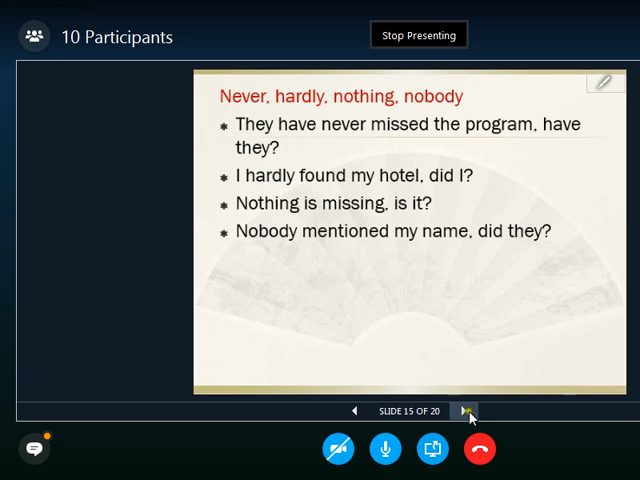 10 Participants
Stop Presenting
Never, hardly, nothing, nobody
They have never missed the program, have
they?
I hardly found my hotel, did I?
Nothing is missing, is it?
Nobody mentioned my name, did they?
SLIDE 15 OF 20